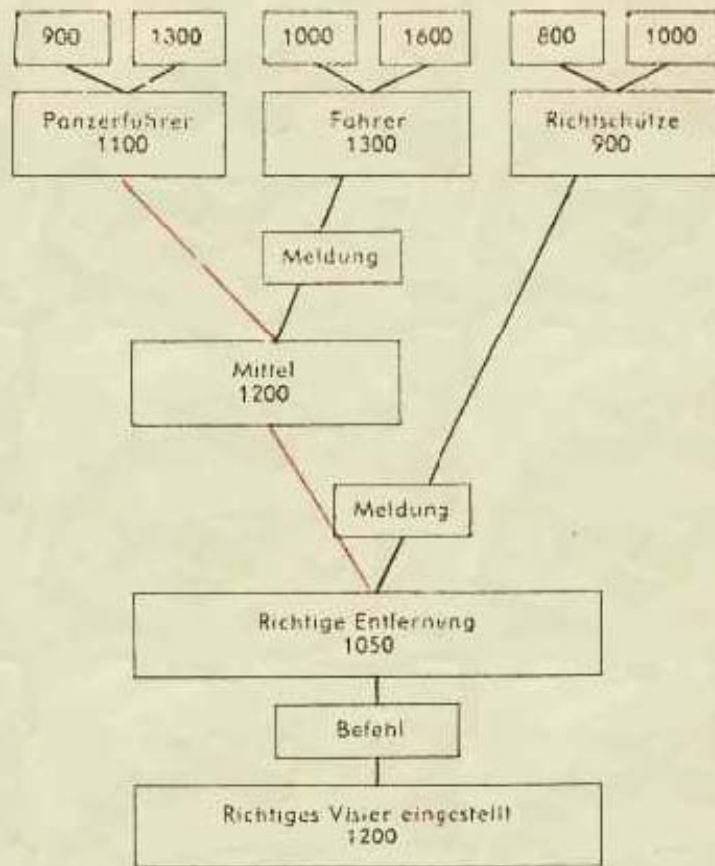 900 1300 1000 1600 800 1000
Panzerführer Fahrer Richtschütze
1100 1300 900
Meldung
Mittel
1200
Meldung
Richtige Entfernung
1050
Befehl
Richtiges Visier eingestellt
1200